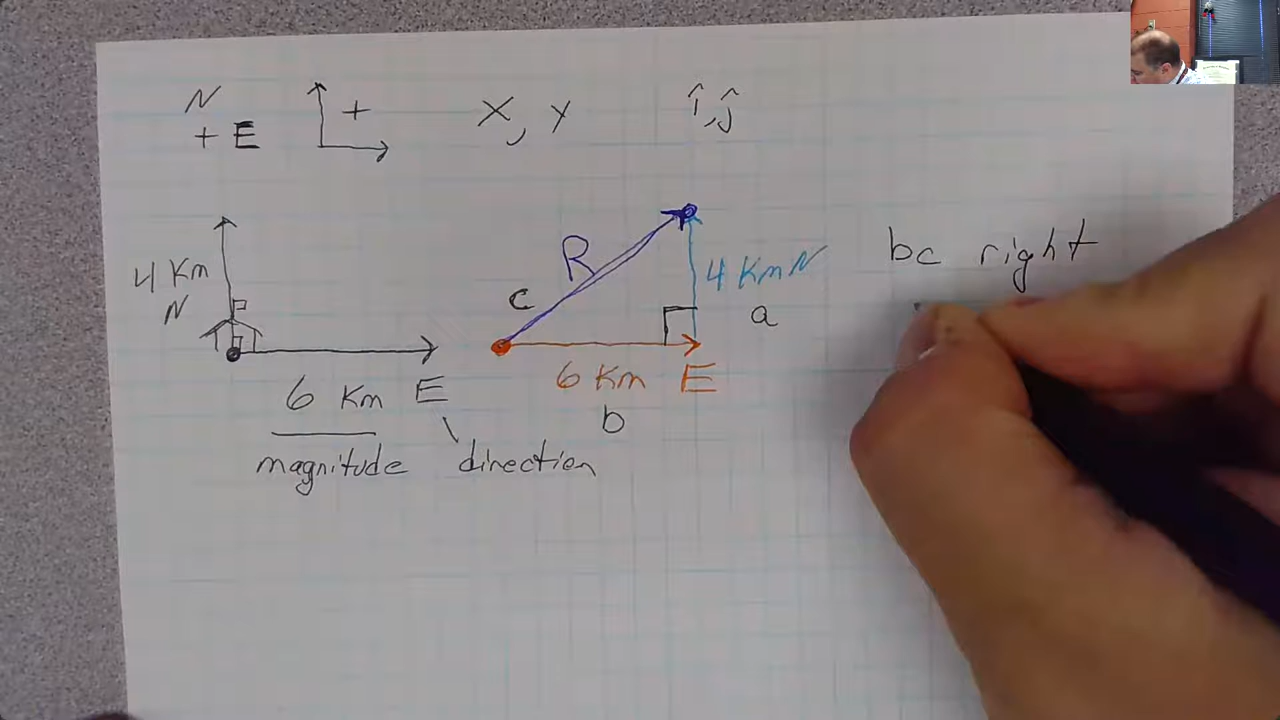 N
+ E
+
X, Y
î, ĵ
4 Km
N
6 Km E
magnitude
direction
R
c
4 Km N
a
6 Km E
b
bc right